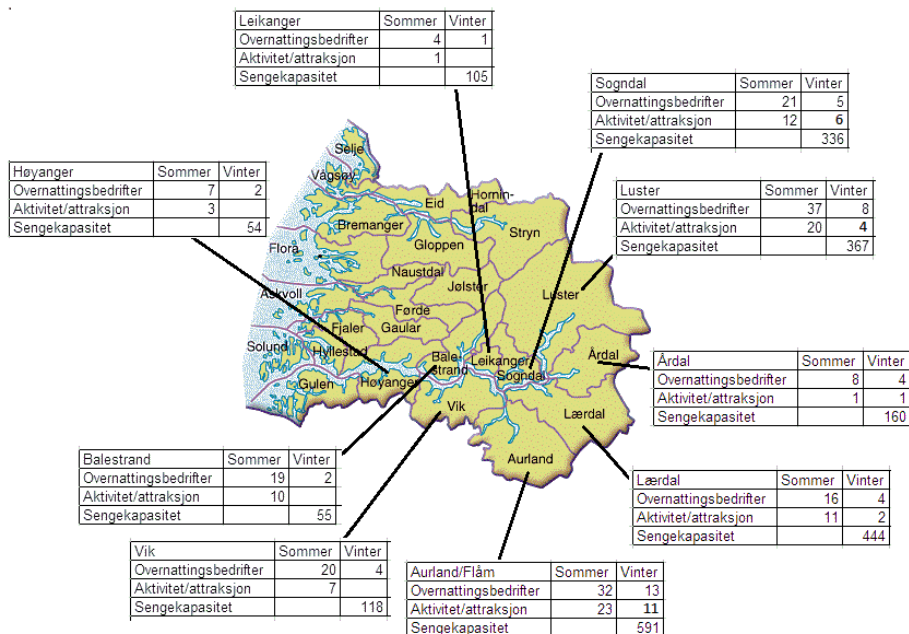 Leikanger Sommer Vinter
Overnattingsbedrifter 4 1
Aktivitet/attraksjon 1
Sengekapasitet 105
Sogndal Sommer Vinter
Overnattingsbedrifter 21 5
Aktivitet/attraksjon 12 6
Sengekapasitet 336
Høyanger Sommer Vinter
Overnattingsbedrifter 7 2
Aktivitet/attraksjon 3
Sengekapasitet 54
Luster Sommer Vinter
Overnattingsbedrifter 37 8
Aktivitet/attraksjon 20 4
Sengekapasitet 367
Selje
Vågsøy
Eid
Hornin-
dal
Bremanger
Gloppen
Stryn
Flora
Naustdal
Jølster
Luster
Askvoll
Førde
Fjaler
Gaular
Solund
Hyllestad
Bale-
strand
Leikanger
Sogndal
Årdal
Gulen
Høyanger
Vik
Lærdal
Aurland
Årdal Sommer Vinter
Overnattingsbedrifter 8 4
Aktivitet/attraksjon 1 1
Sengekapasitet 160
Balestrand Sommer Vinter
Overnattingsbedrifter 19 2
Aktivitet/attraksjon 10
Sengekapasitet 55
Lærdal Sommer Vinter
Overnattingsbedrifter 16 4
Aktivitet/attraksjon 11 2
Sengekapasitet 444
Vik Sommer Vinter
Overnattingsbedrifter 20 4
Aktivitet/attraksjon 7
Sengekapasitet 118
Aurland/Flåm Sommer Vinter
Overnattingsbedrifter 32 13
Aktivitet/attraksjon 23 11
Sengekapasitet 591